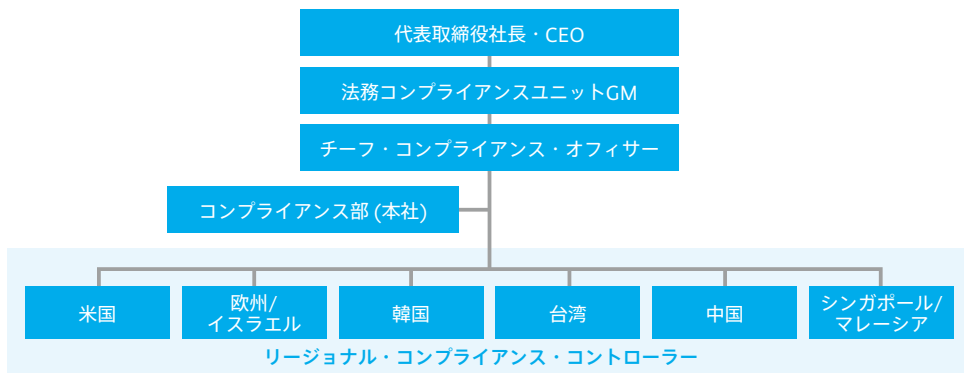 代表取締役社長・CEO
法務コンプライアンスユニットGM
チーフ・コンプライアンス・オフィサー
コンプライアンス部 (本社)
米国
欧州/
イスラエル
韓国
台湾
中国
シンガポール/
マレーシア
リージョナル・コンプライアンス・コントローラー